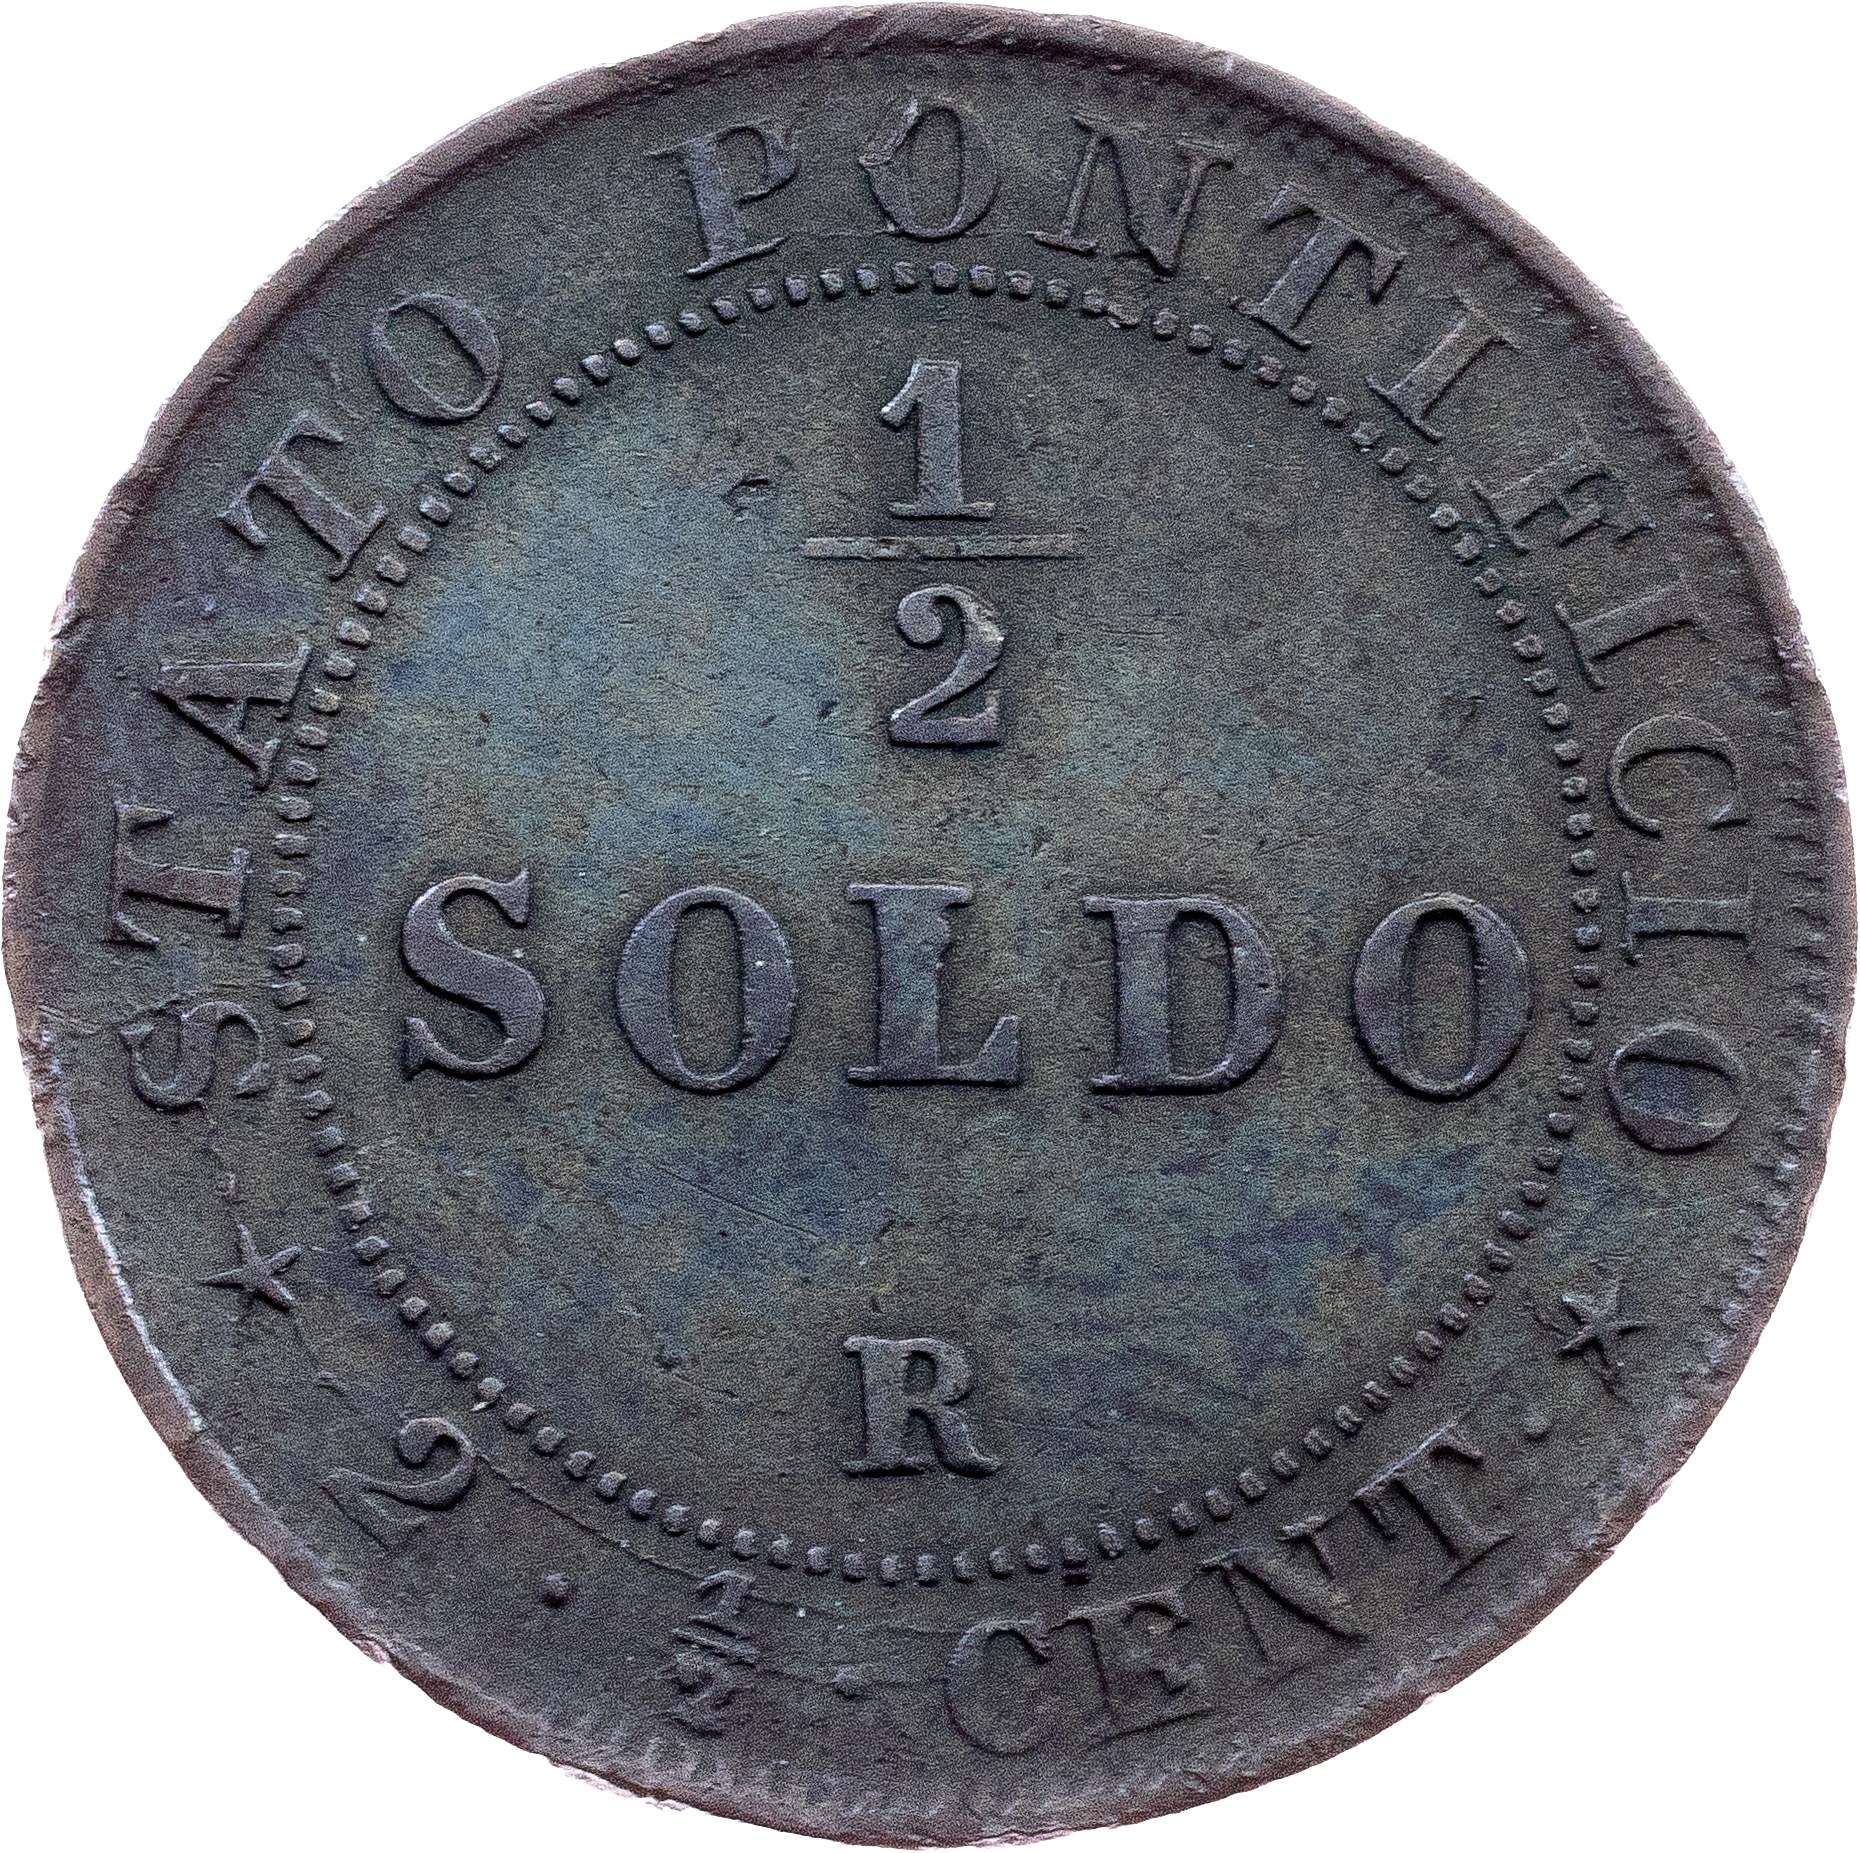 STATO PONTIFICIO
1/2
SOLDO
R
2 · 1/2 · CENT ·